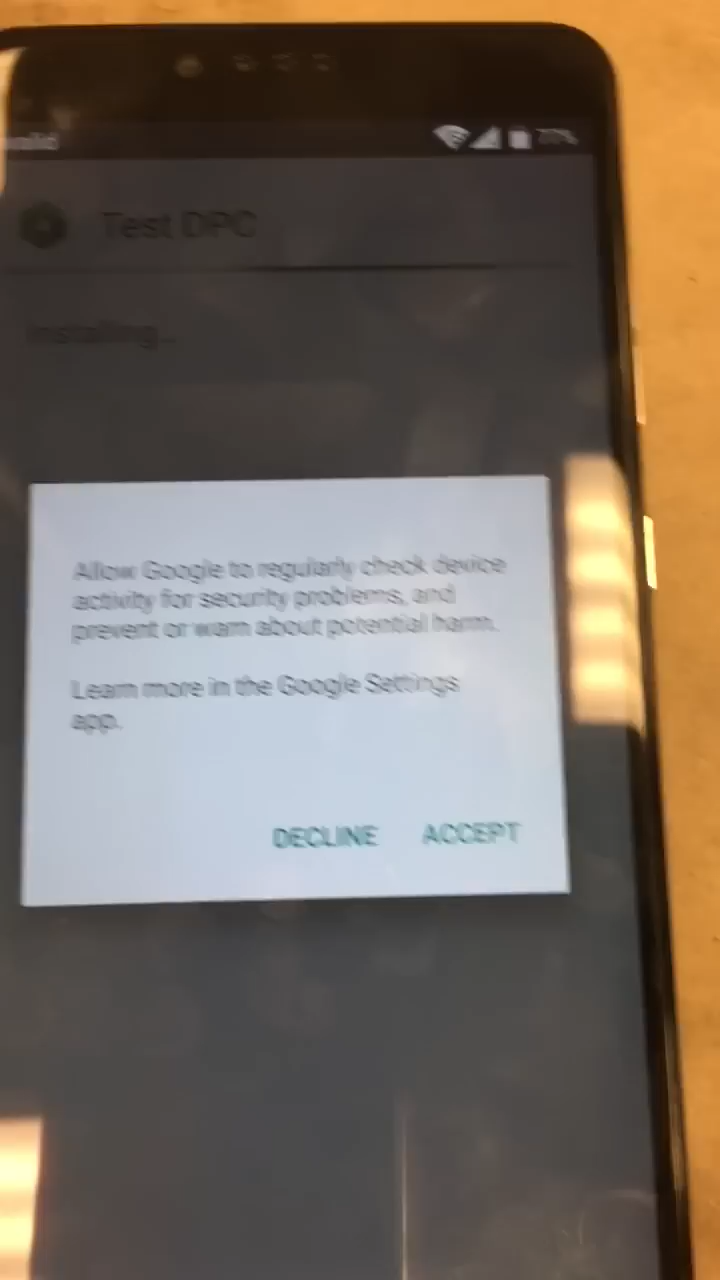 77%
Test DPC
Installing...
Allow Google to regularly check device
activity for security problems, and
prevent or warn about potential harm.
Learn more in the Google Settings
app.
DECLINE ACCEPT